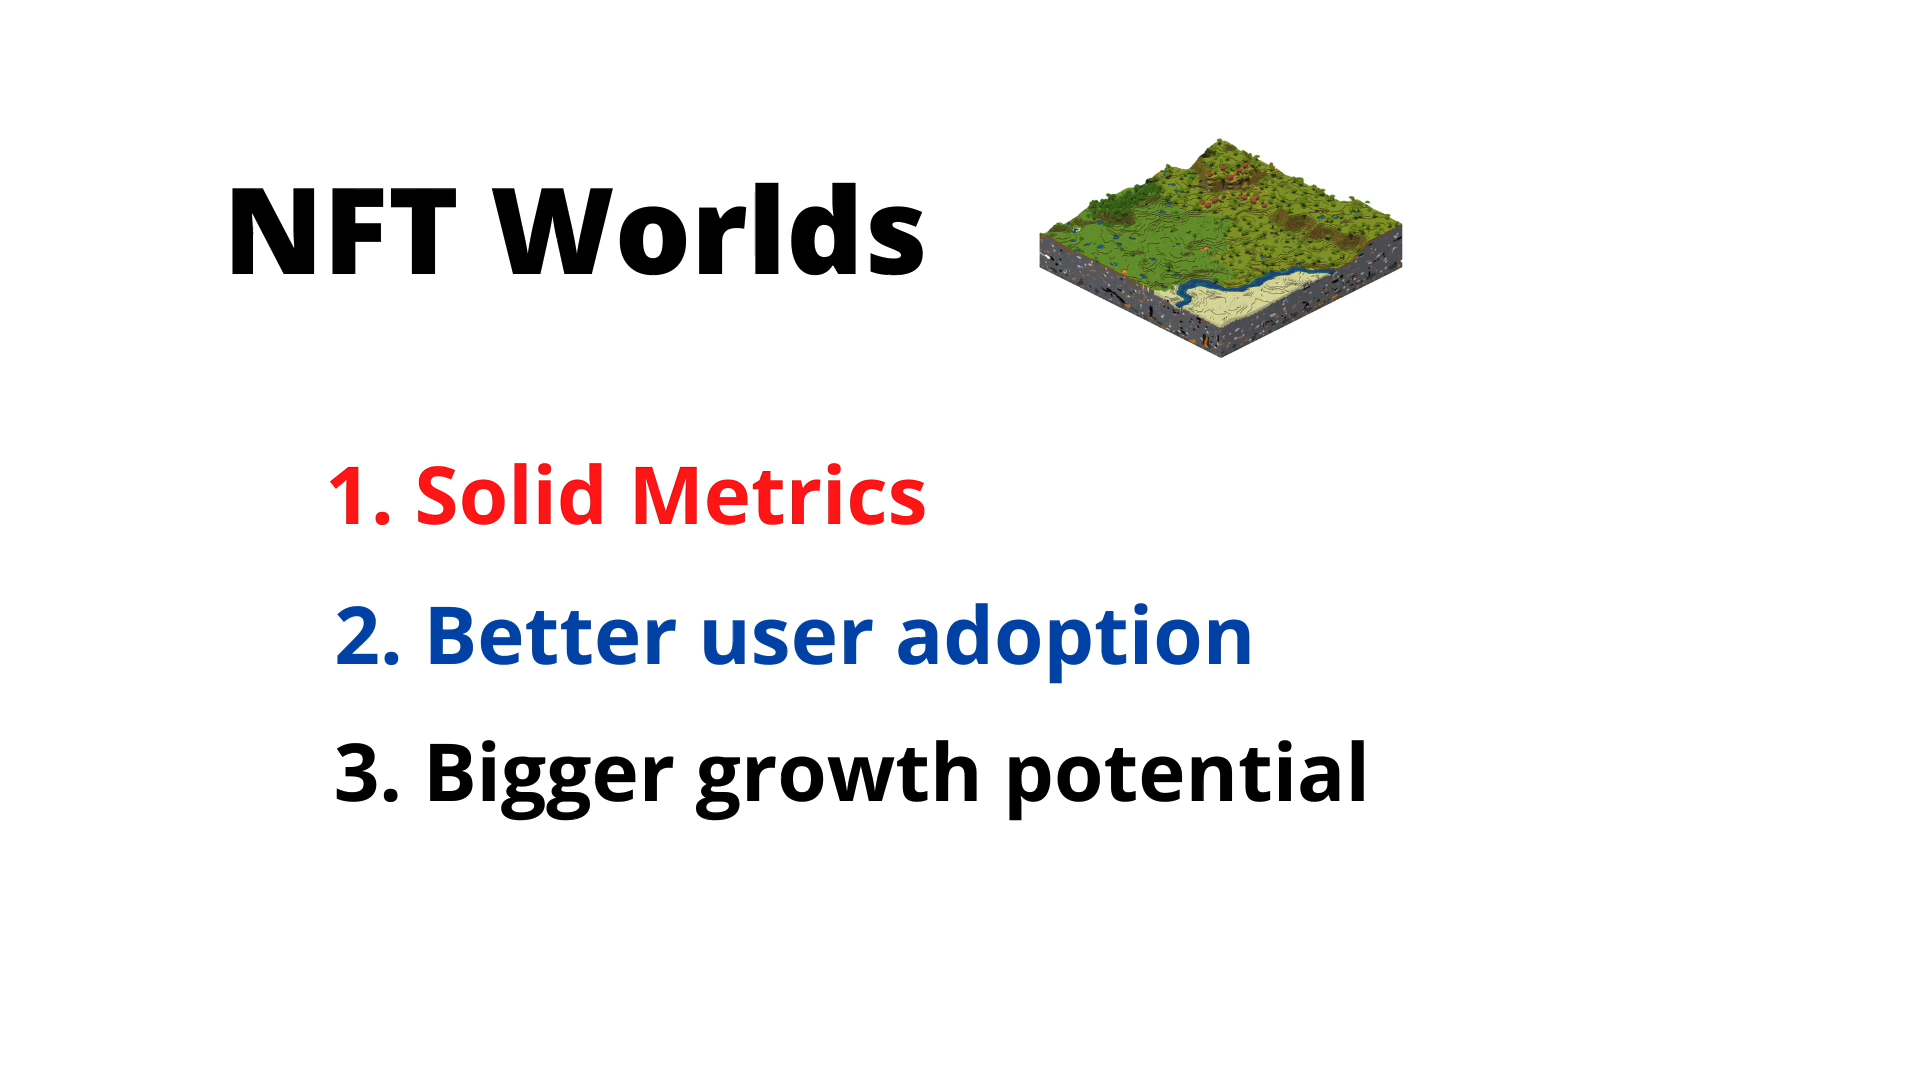 NFT Worlds
1. Solid Metrics
2. Better user adoption
3. Bigger growth potential